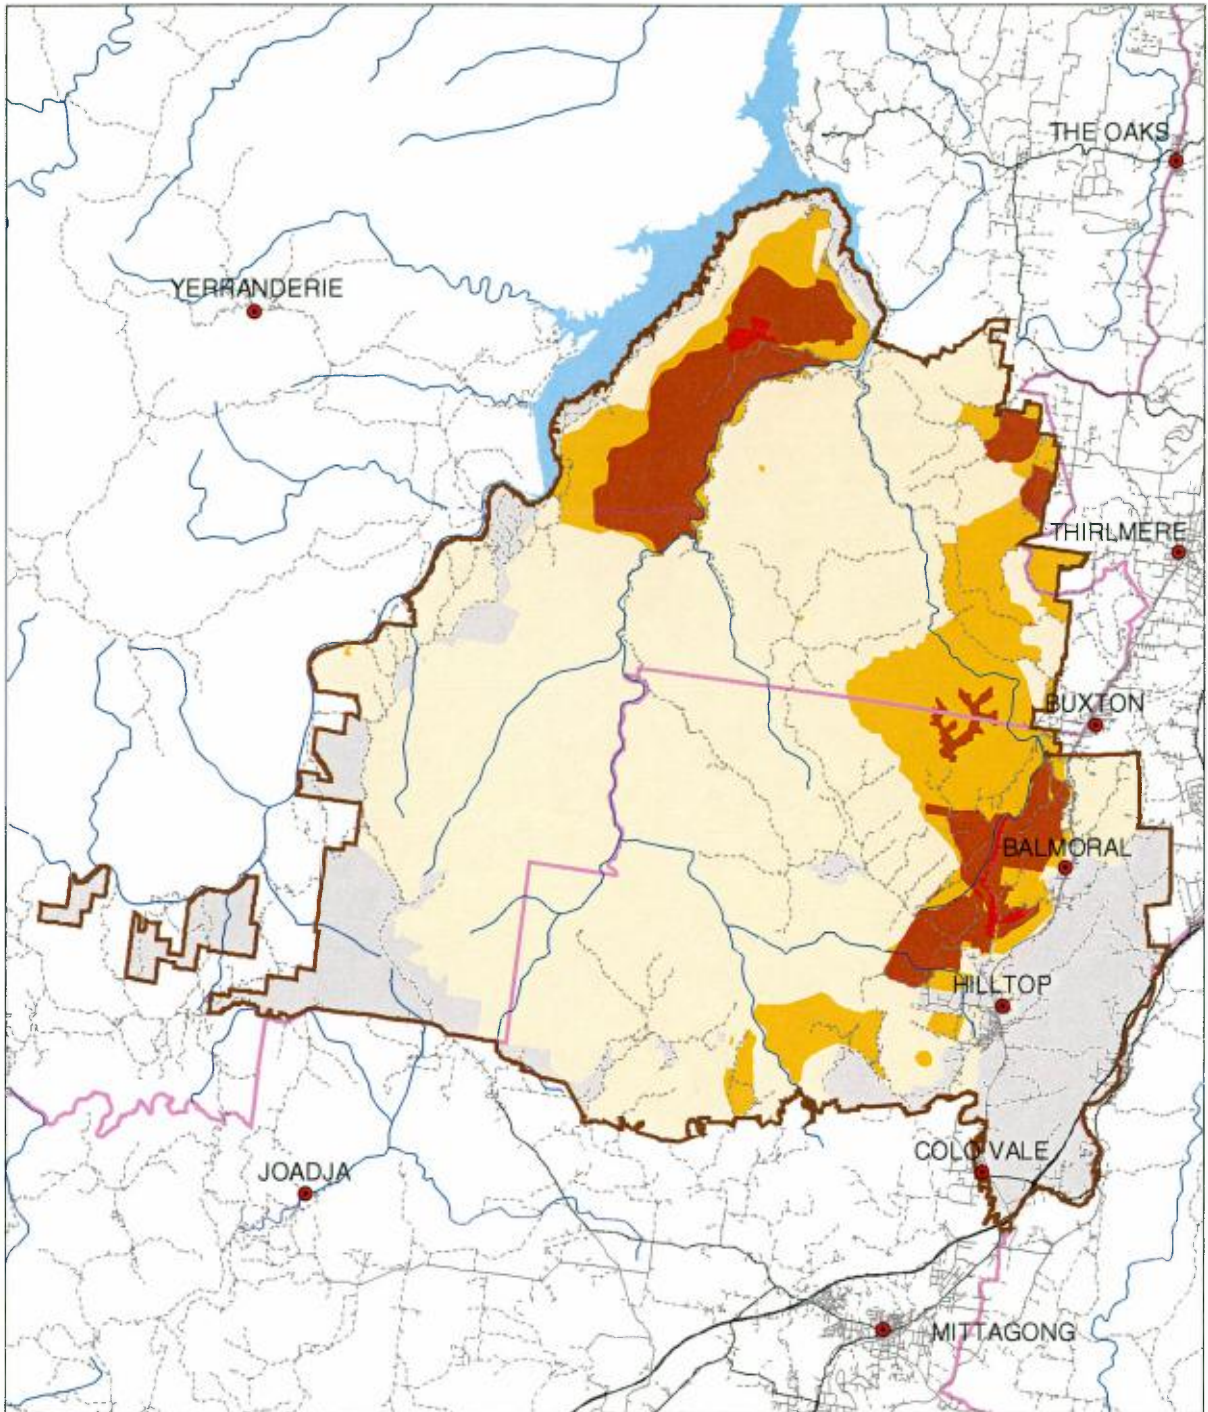 THE OAKS
YERRANDERIE
THIRLMERE
BUXTON
BALMORAL
HILLTOP
COLO VALE
JOADJA
MITTAGONG